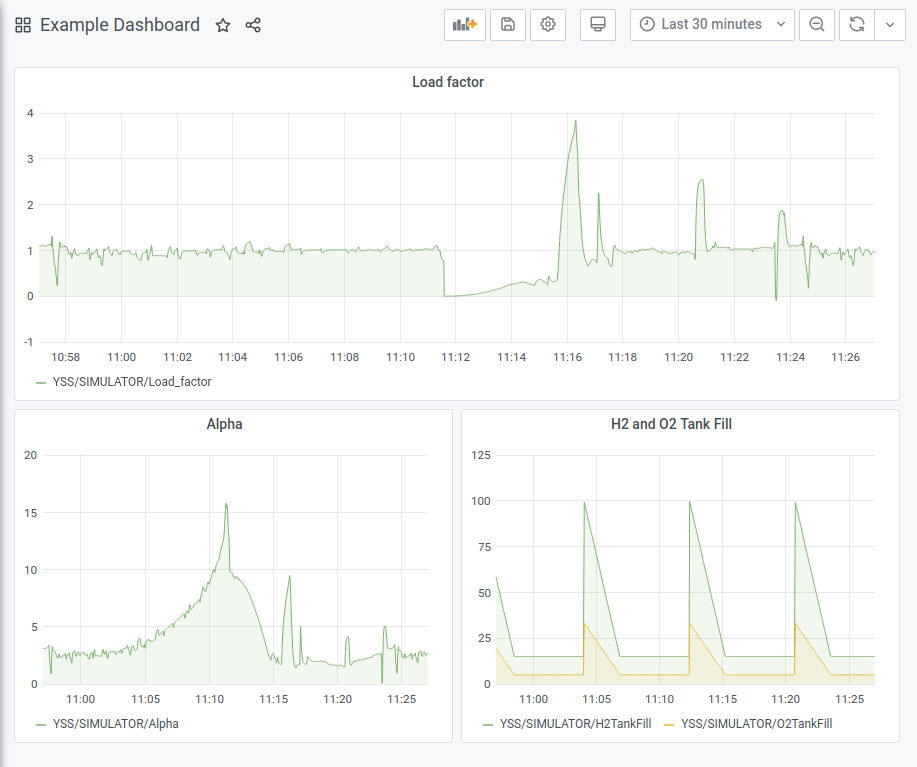 Example Dashboard
Last 30 minutes
Load factor
4
3
2
1
0
-1
10:58 11:00 11:02 11:04 11:06 11:08 11:10 11:12 11:14 11:16 11:18 11:20 11:22 11:24 11:26
YSS/SIMULATOR/Load_factor
Alpha
20
15
10
5
0
11:00 11:05 11:10 11:15 11:20 11:25
YSS/SIMULATOR/Alpha
H2 and O2 Tank Fill
125
100
75
50
25
0
11:00 11:05 11:10 11:15 11:20 11:25
YSS/SIMULATOR/H2TankFill YSS/SIMULATOR/O2TankFill